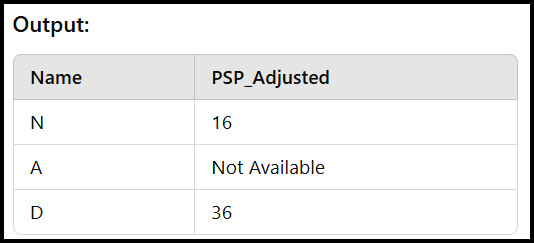 Output:
Name PSP_Adjusted
N 16
A Not Available
D 36